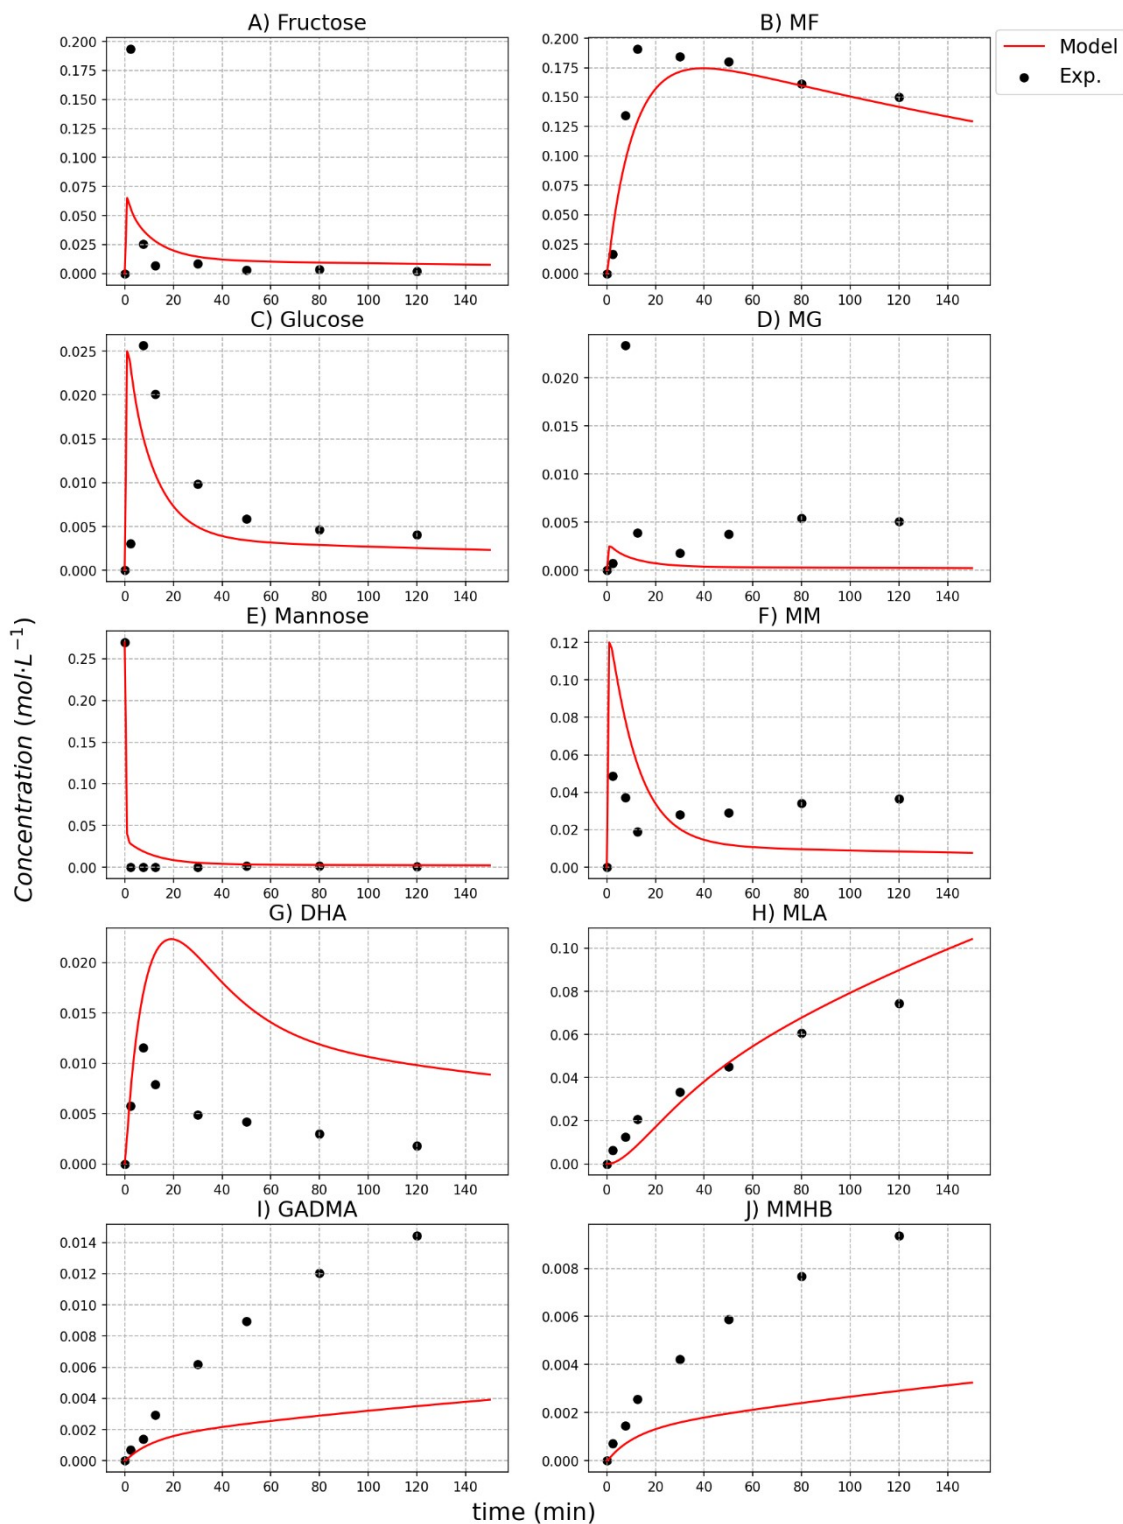 A) Fructose
0.200
0.175
0.150
0.125
0.100
0.075
0.050
0.025
0.000
0 20 40 60 80 100 120 140
B) MF
0.200
0.175
0.150
0.125
0.100
0.075
0.050
0.025
0.000
0 20 40 60 80 100 120 140
Model
Exp.
C) Glucose
0.025
0.020
0.015
0.010
0.005
0.000
0 20 40 60 80 100 120 140
D) MG
0.020
0.015
0.010
0.005
0.000
0 20 40 60 80 100 120 140
E) Mannose
0.25
0.20
0.15
0.10
0.05
0.00
0 20 40 60 80 100 120 140
F) MM
0.12
0.10
0.08
0.06
0.04
0.02
0.00
0 20 40 60 80 100 120 140
G) DHA
0.020
0.015
0.010
0.005
0.000
0 20 40 60 80 100 120 140
H) MLA
0.10
0.08
0.06
0.04
0.02
0.00
0 20 40 60 80 100 120 140
I) GADMA
0.014
0.012
0.010
0.008
0.006
0.004
0.002
0.000
0 20 40 60 80 100 120 140
J) MMHB
0.008
0.006
0.004
0.002
0.000
0 20 40 60 80 100 120 140
Concentration (mol·L⁻¹)
time (min)